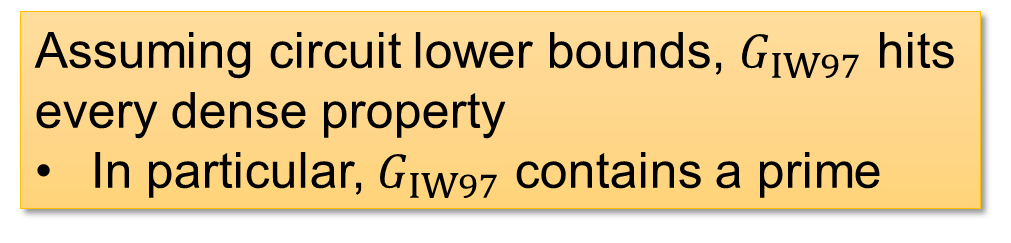 Assuming circuit lower bounds, G_IW97 hits
every dense property
• In particular, G_IW97 contains a prime